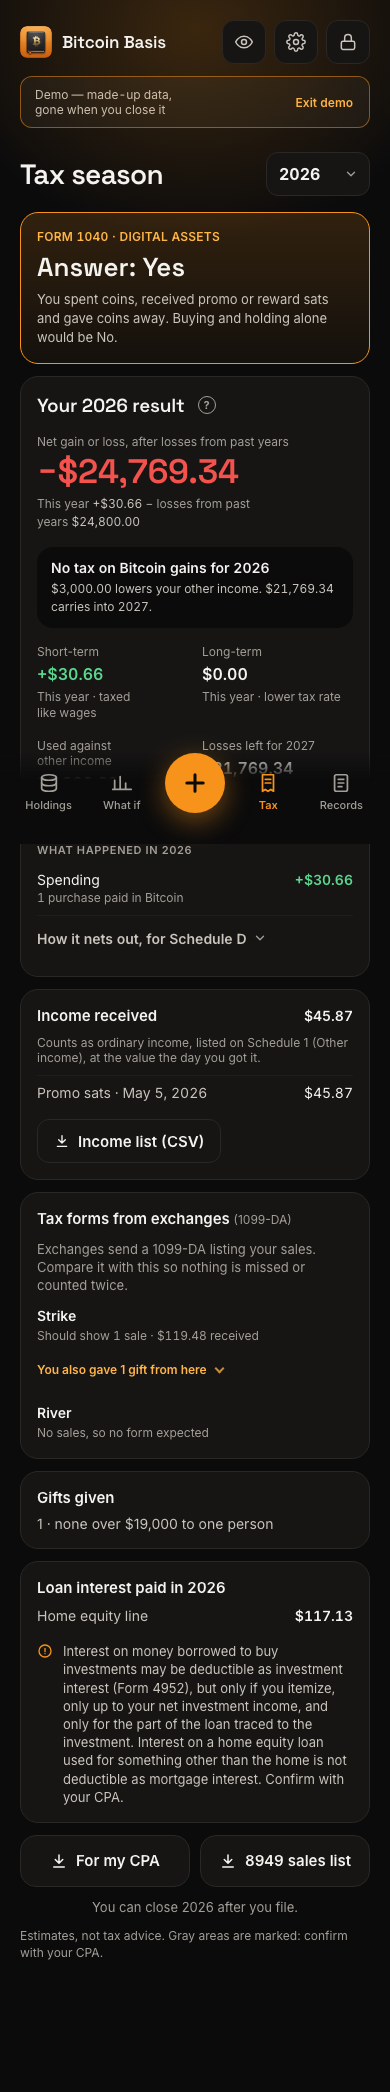 Bitcoin Basis
Demo — made-up data,
gone when you close it
Exit demo
Tax season
2026
FORM 1040 · DIGITAL ASSETS
Answer: Yes
You spent coins, received promo or reward sats
and gave coins away. Buying and holding alone
would be No.
Your 2026 result ?
Net gain or loss, after losses from past years
−$24,769.34
This year +$30.66 − losses from past
years $24,800.00
No tax on Bitcoin gains for 2026
$3,000.00 lowers your other income. $21,769.34
carries into 2027.
Short-term
+$30.66
This year · taxed
like wages
Long-term
$0.00
This year · lower tax rate
Used against
other income
Losses left for 2027
Holdings
What if
Tax
Records
WHAT HAPPENED IN 2026
Spending +$30.66
1 purchase paid in Bitcoin
How it nets out, for Schedule D
Income received $45.87
Counts as ordinary income, listed on Schedule 1 (Other
income), at the value the day you got it.
Promo sats · May 5, 2026 $45.87
Income list (CSV)
Tax forms from exchanges (1099-DA)
Exchanges send a 1099-DA listing your sales.
Compare it with this so nothing is missed or
counted twice.
Strike
Should show 1 sale · $119.48 received
You also gave 1 gift from here
River
No sales, so no form expected
Gifts given
1 · none over $19,000 to one person
Loan interest paid in 2026
Home equity line $117.13
Interest on money borrowed to buy
investments may be deductible as investment
interest (Form 4952), but only if you itemize,
only up to your net investment income, and
only for the part of the loan traced to the
investment. Interest on a home equity loan
used for something other than the home is not
deductible as mortgage interest. Confirm with
your CPA.
For my CPA
8949 sales list
You can close 2026 after you file.
Estimates, not tax advice. Gray areas are marked: confirm
with your CPA.